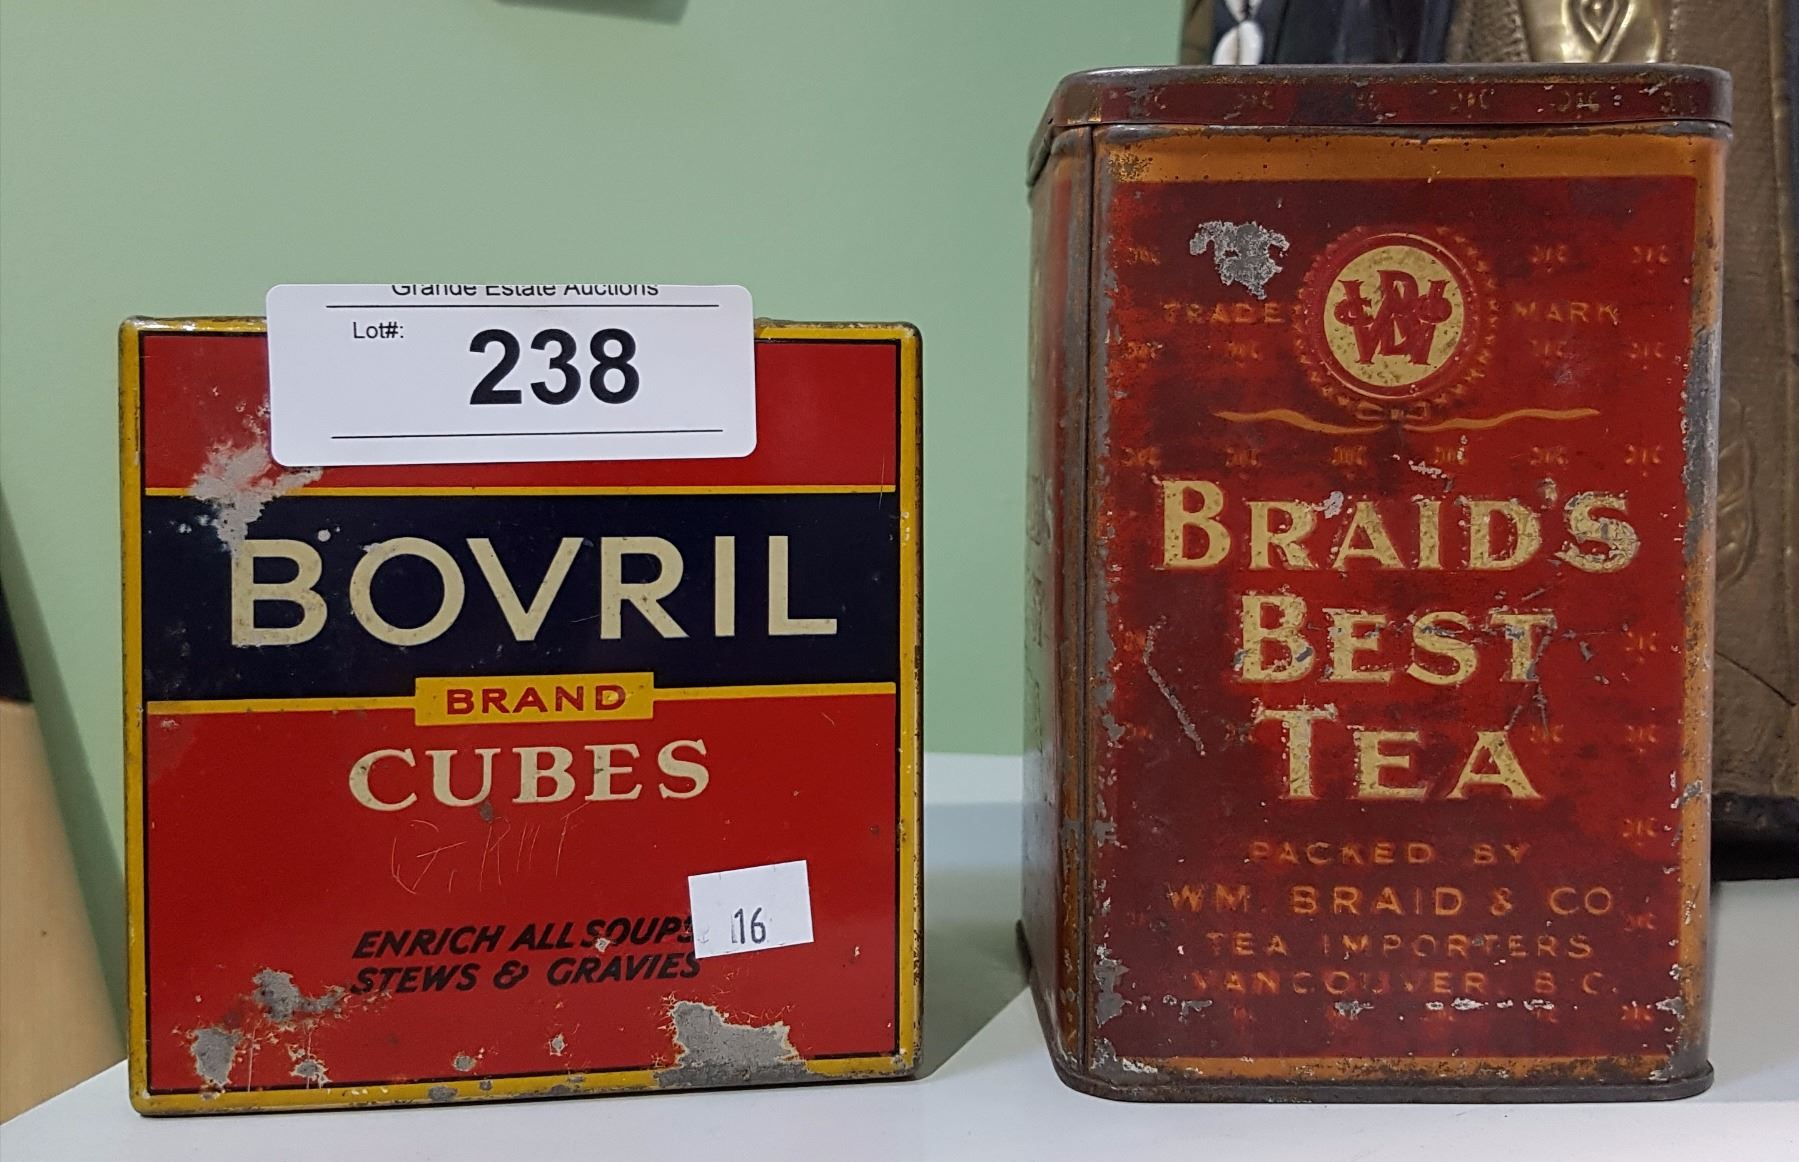 Grande Estate Auctions
Lot#:
238
BOVRIL
BRAND
CUBES
ENRICH ALL SOUPS
STEWS & GRAVIES
16
TRADE MARK
BRAID'S
BEST
TEA
PACKED BY
WM. BRAID & CO
TEA IMPORTERS
VANCOUVER, B.C.